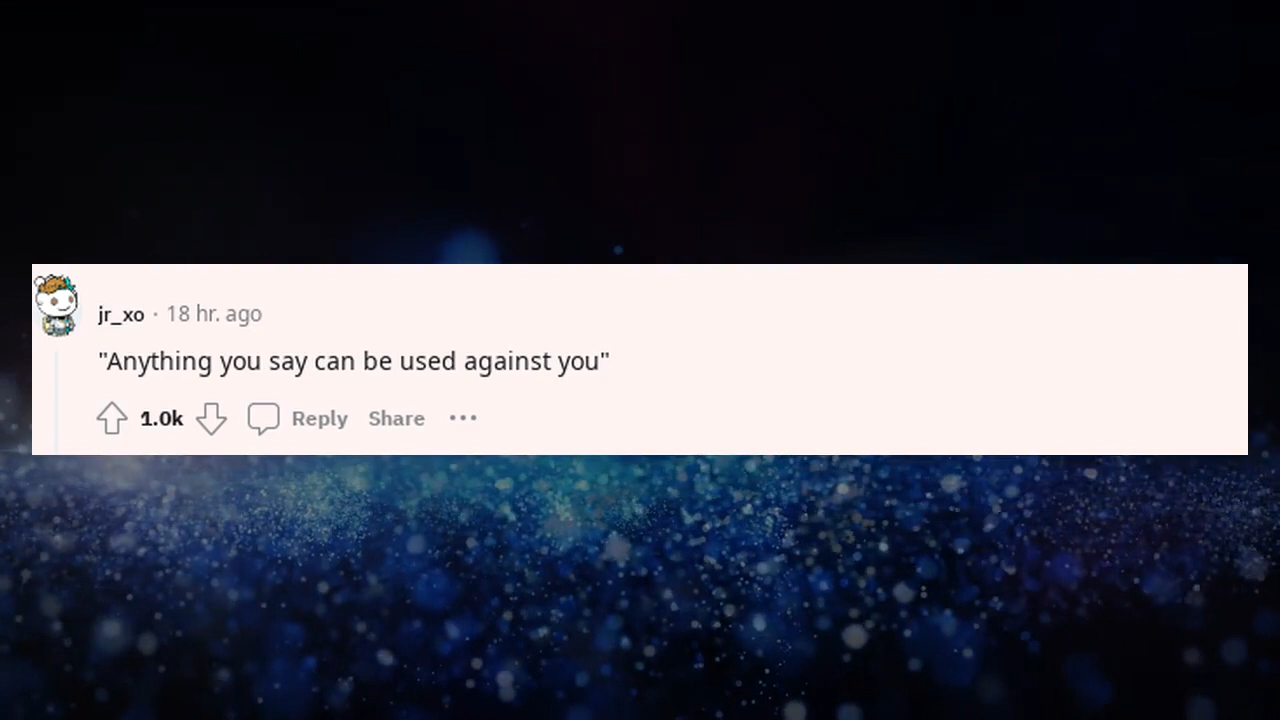 jr_xo · 18 hr. ago
"Anything you say can be used against you"
1.0k Reply Share ···